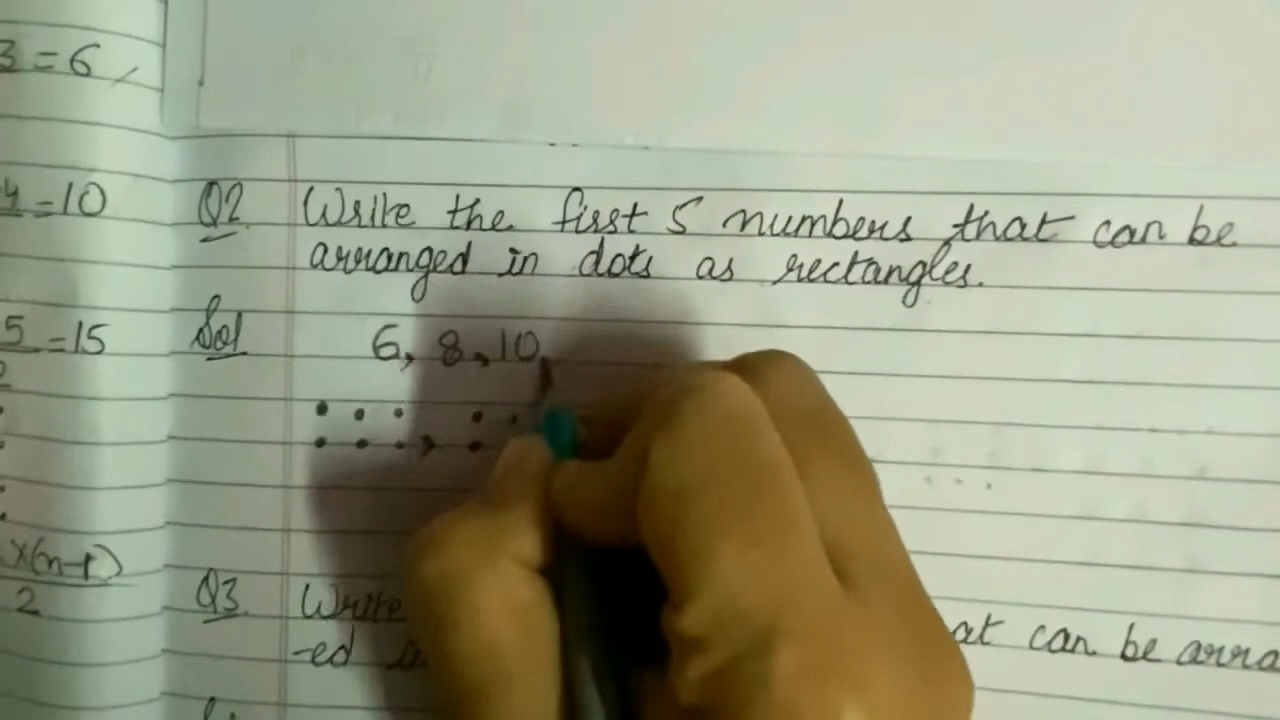 3 = 6
4 = 10
Q2 Write the first 5 numbers that can be
arranged in dots as rectangles.
5 = 15
2
Sol 6, 8, 10,
x(n-1)
2
Q3. Write at can be arra
-ed